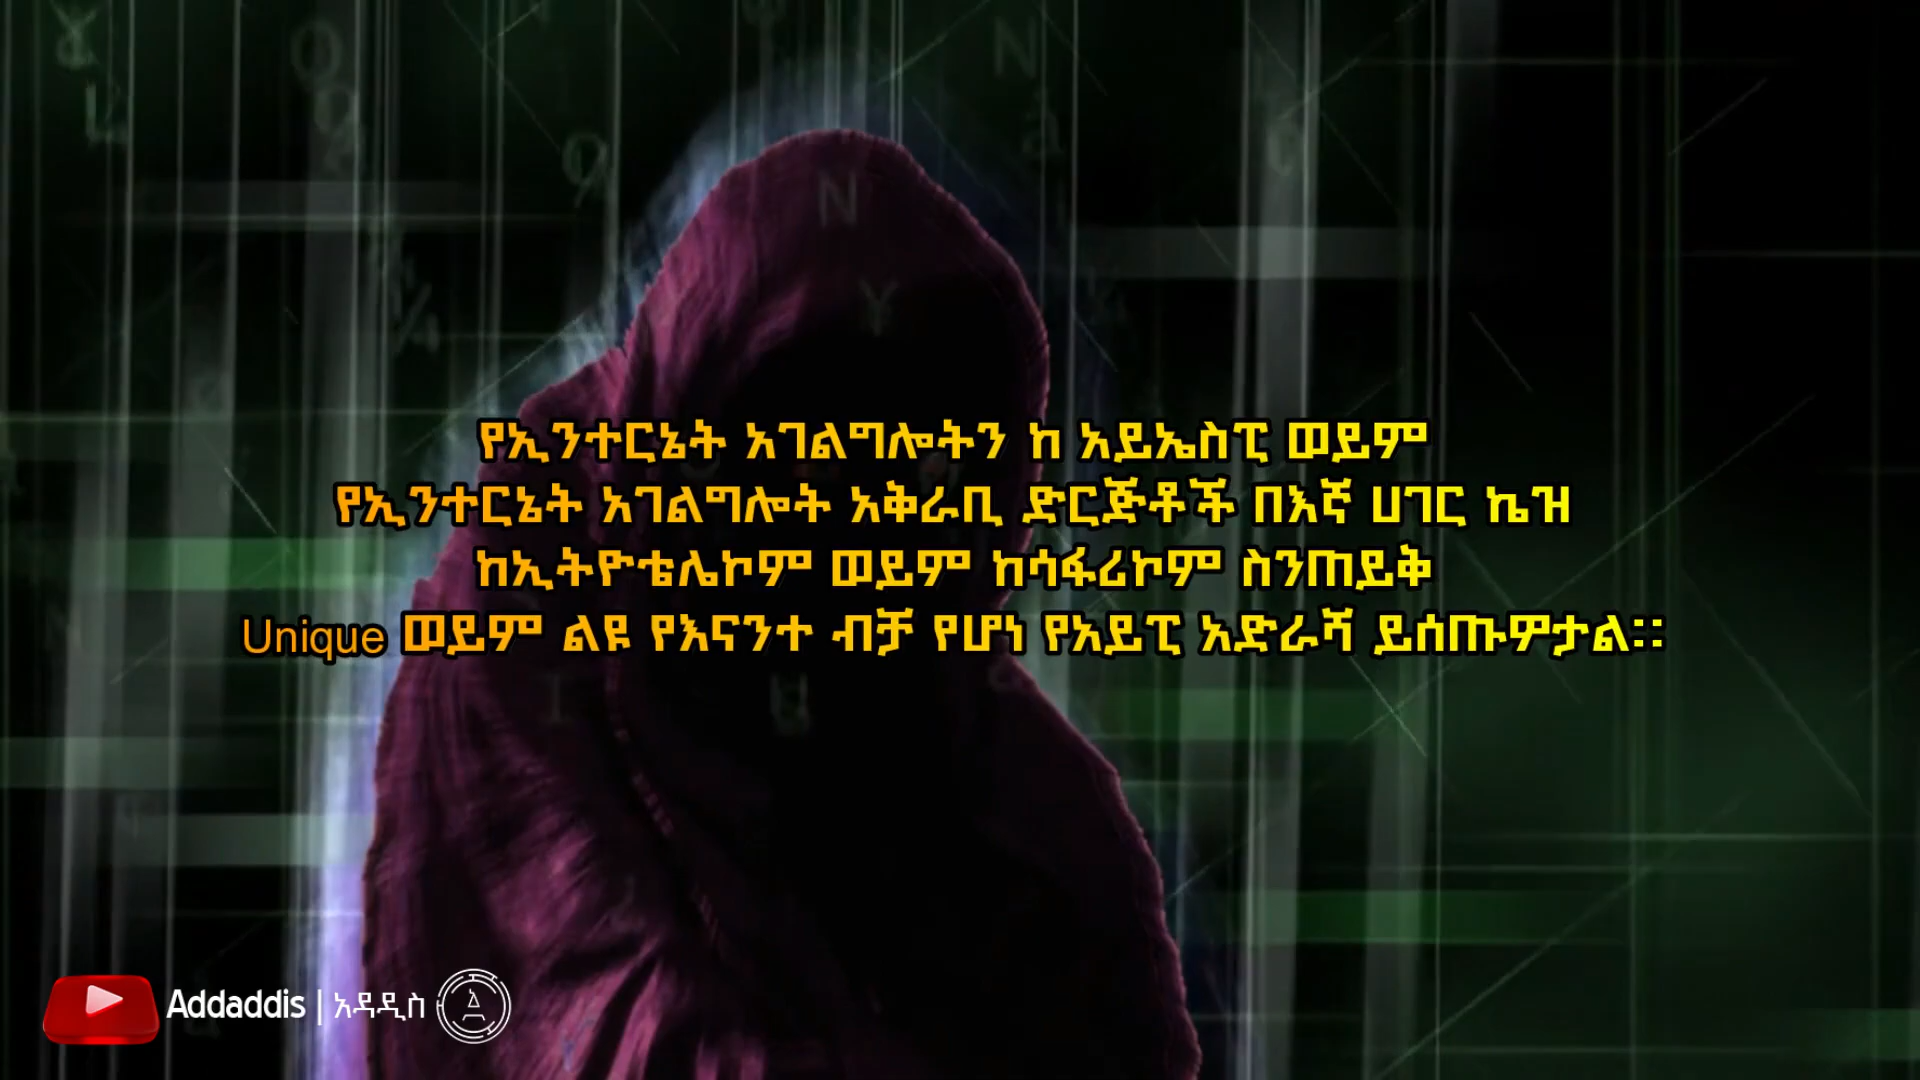 የኢንተርኔት አገልግሎትን ከ አይኤስፒ ወይም
የኢንተርኔት አገልግሎት አቅራቢ ድርጅቶች በእኛ ሀገር ኬዝ
ከኢትዮቴሌኮም ወይም ከሳፋሪኮም ስንጠይቅ
Unique ወይም ልዩ የእናንተ ብቻ የሆነ የአይፒ አድራሻ ይሰጡዎታል፡፡
Addaddis | አዳዲስ